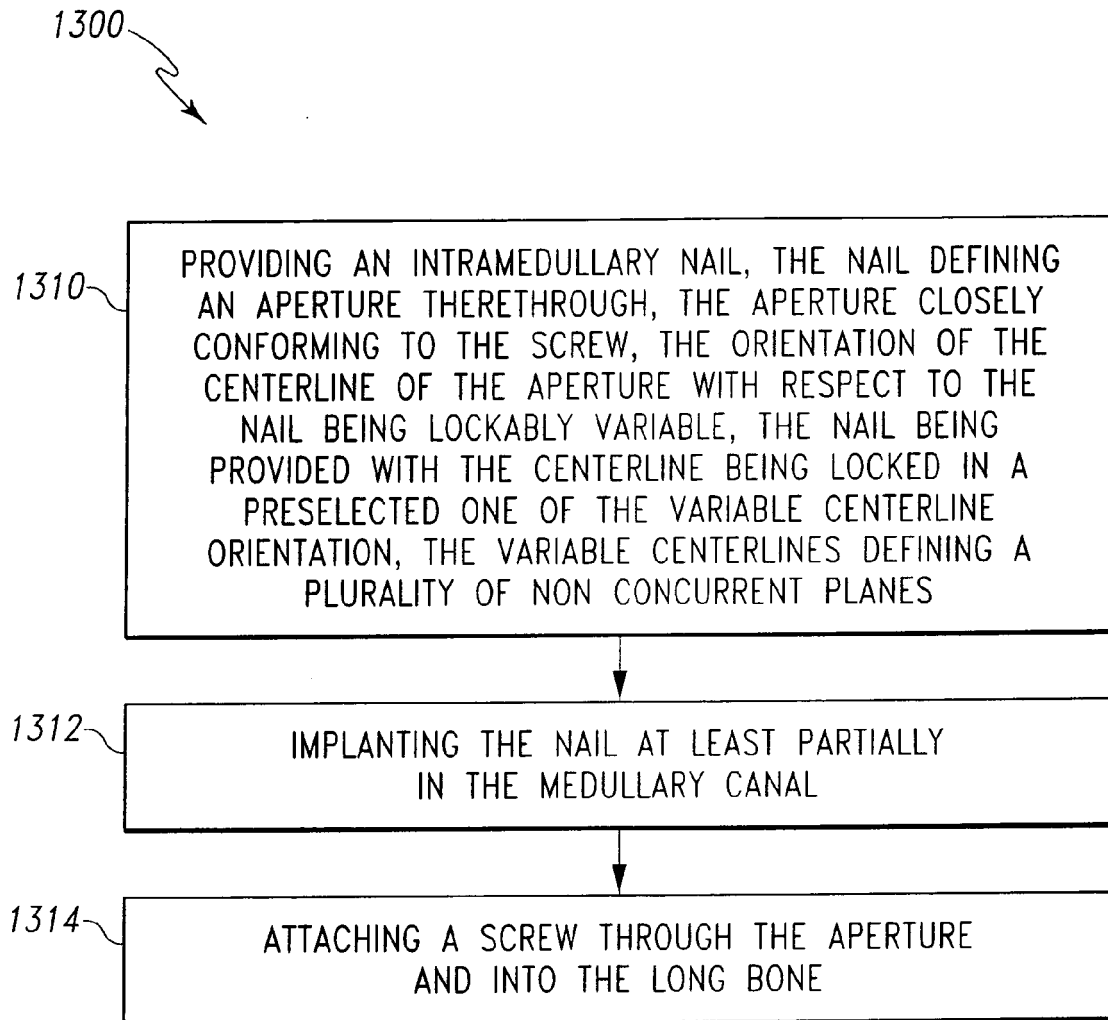 1300
1310
PROVIDING AN INTRAMEDULLARY NAIL, THE NAIL DEFINING
AN APERTURE THERETHROUGH, THE APERTURE CLOSELY
CONFORMING TO THE SCREW, THE ORIENTATION OF THE
CENTERLINE OF THE APERTURE WITH RESPECT TO THE
NAIL BEING LOCKABLY VARIABLE, THE NAIL BEING
PROVIDED WITH THE CENTERLINE BEING LOCKED IN A
PRESELECTED ONE OF THE VARIABLE CENTERLINE
ORIENTATION, THE VARIABLE CENTERLINES DEFINING A
PLURALITY OF NON CONCURRENT PLANES
1312
IMPLANTING THE NAIL AT LEAST PARTIALLY
IN THE MEDULLARY CANAL
1314
ATTACHING A SCREW THROUGH THE APERTURE
AND INTO THE LONG BONE